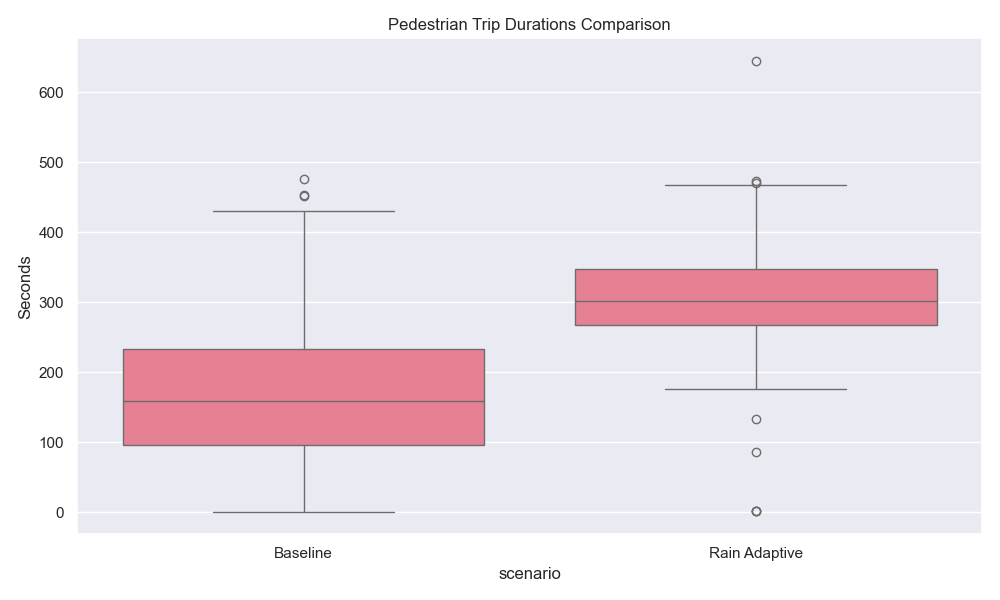 Pedestrian Trip Durations Comparison
600
500
400
300
200
100
0
Seconds
Baseline
Rain Adaptive
scenario